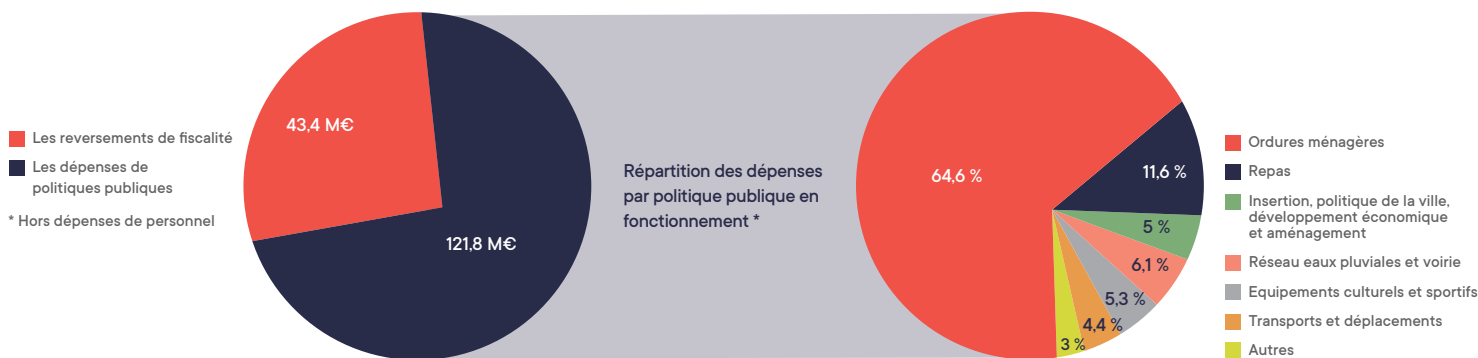 Les reversements de fiscalité
Les dépenses de
politiques publiques
* Hors dépenses de personnel
43,4 M€
121,8 M€
Répartition des dépenses
par politique publique en
fonctionnement *
64,6 %
11,6 %
5 %
6,1 %
5,3 %
4,4 %
3 %
Ordures ménagères
Repas
Insertion, politique de la ville,
développement économique
et aménagement
Réseau eaux pluviales et voirie
Equipements culturels et sportifs
Transports et déplacements
Autres